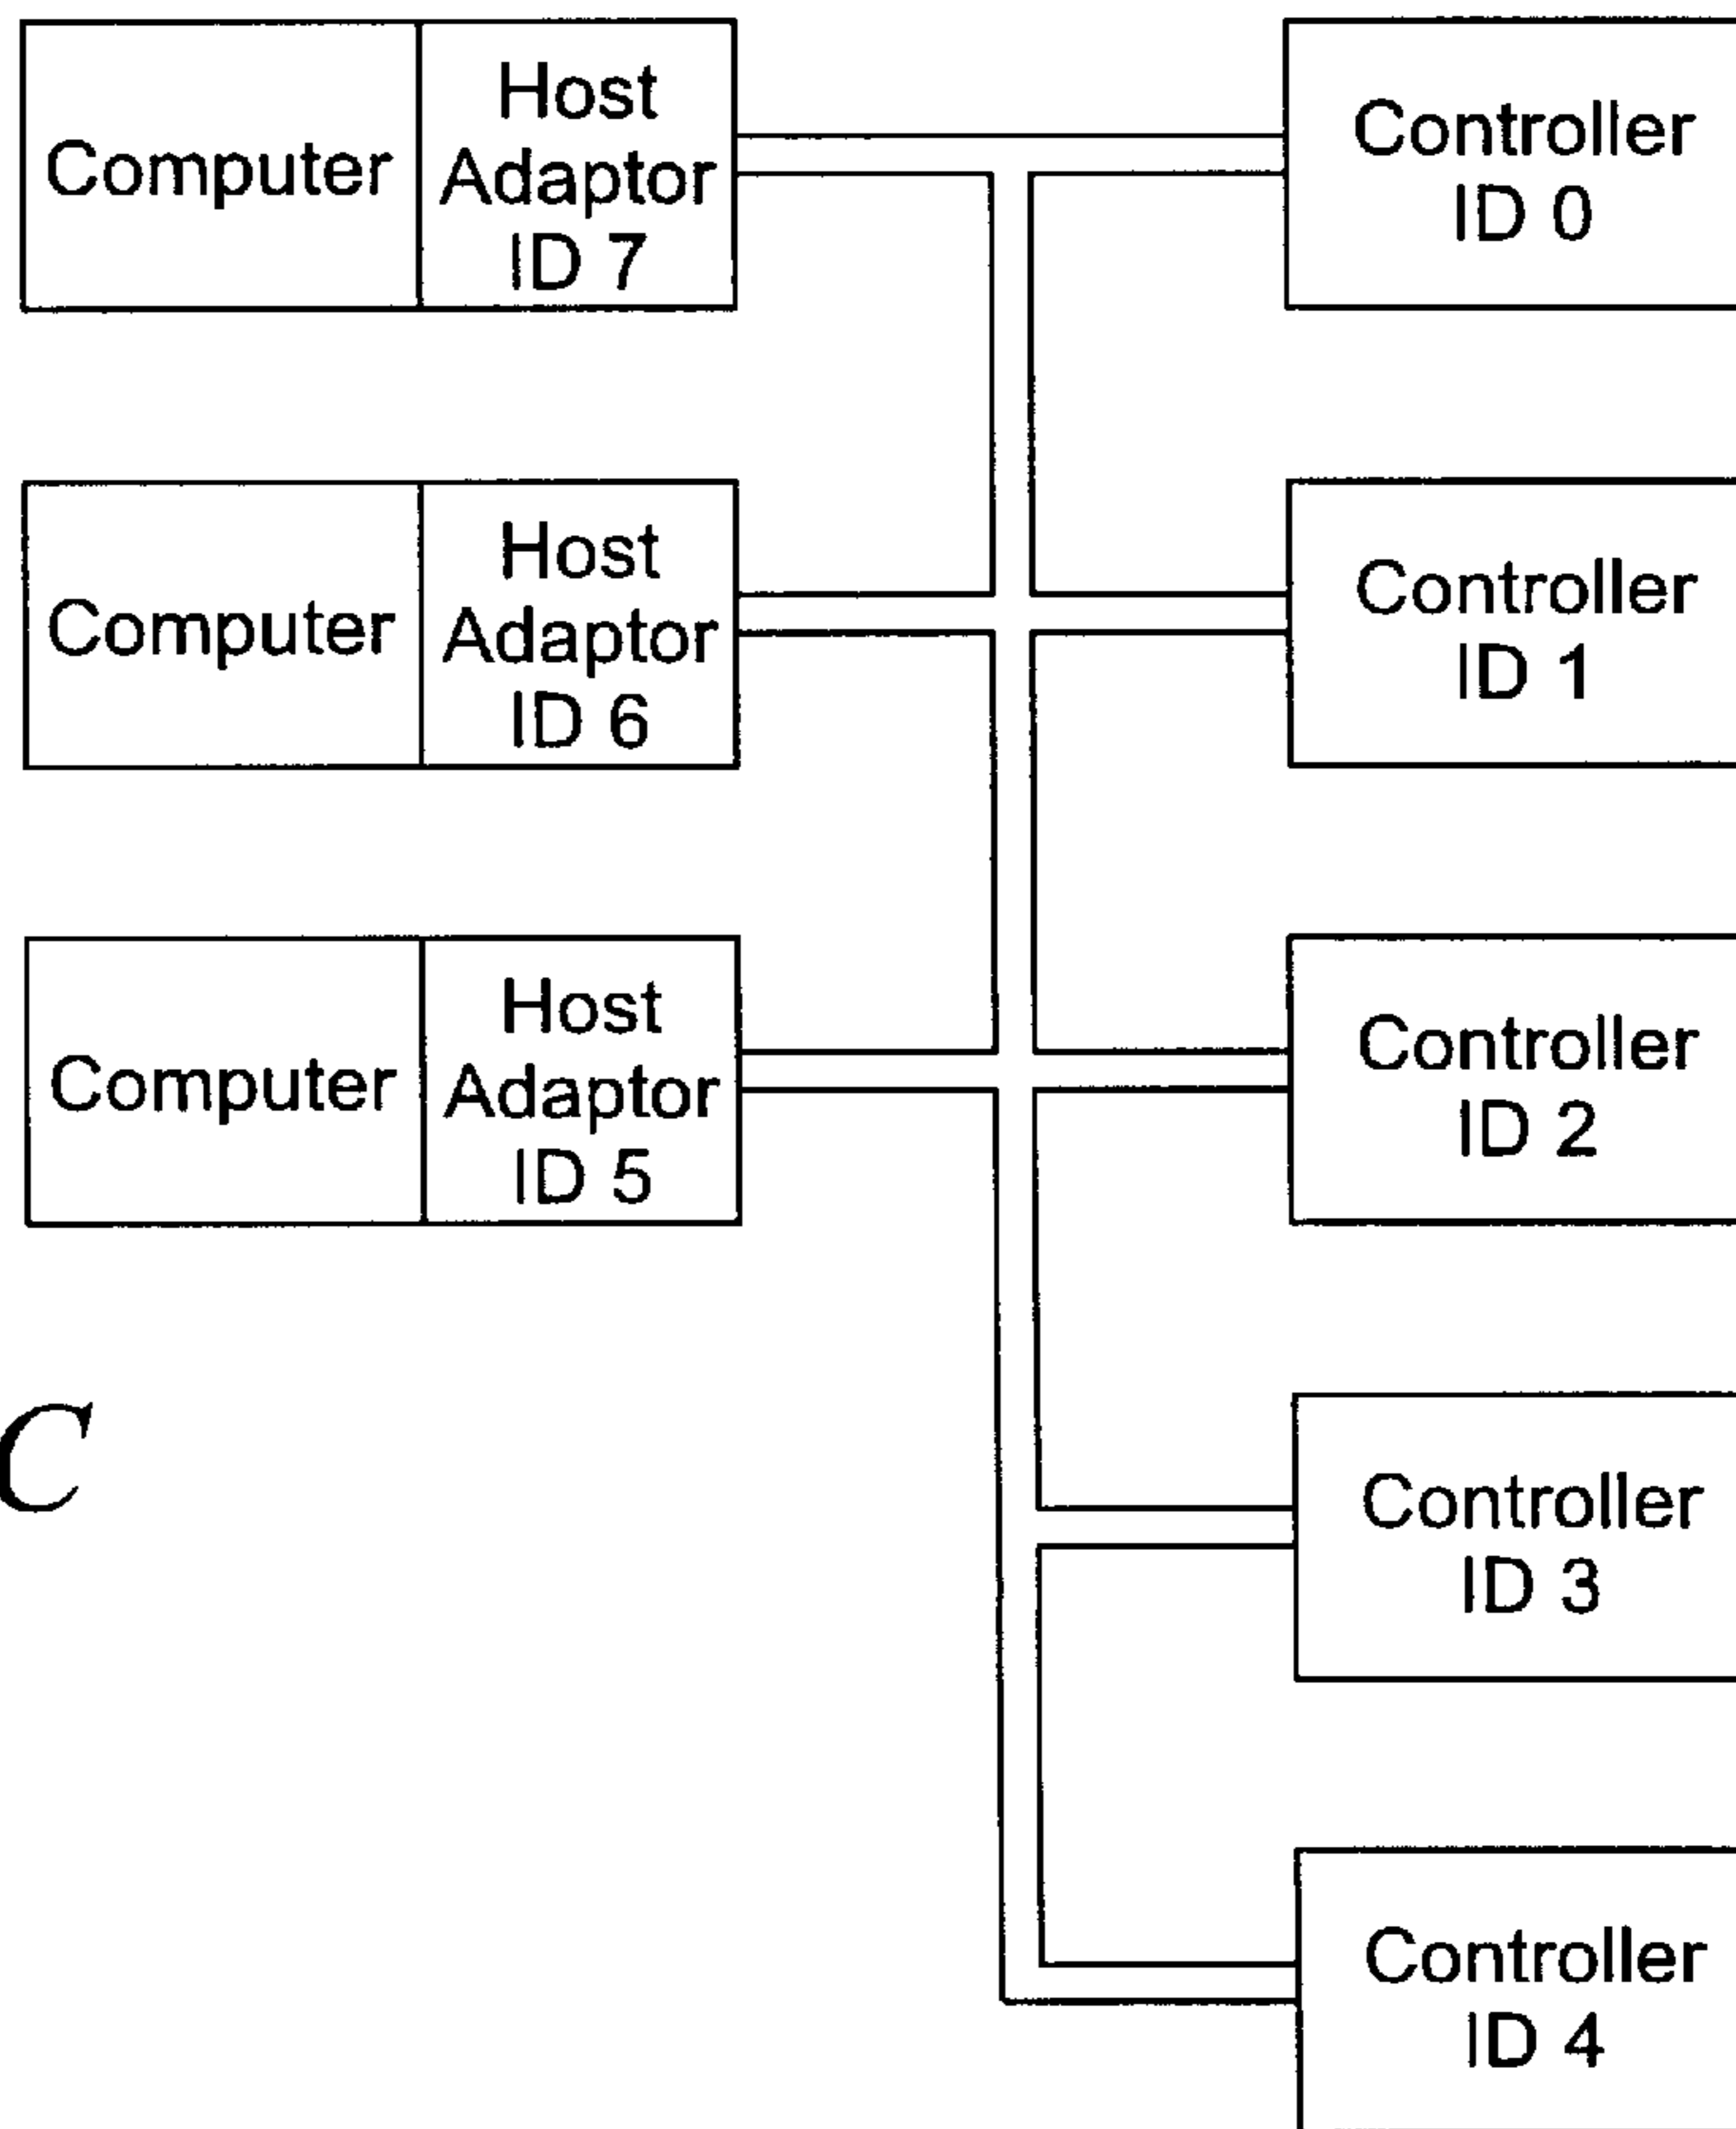 Computer
Host
Adaptor
ID 7
Controller
ID 0
Computer
Host
Adaptor
ID 6
Controller
ID 1
Computer
Host
Adaptor
ID 5
Controller
ID 2
C
Controller
ID 3
Controller
ID 4